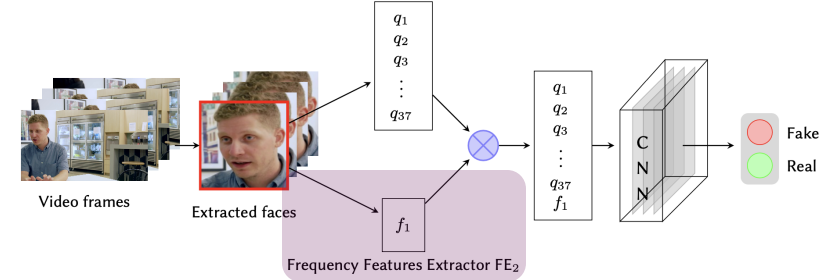 q1
q2
q3
⋮
q37
Video frames
Extracted faces
f1
Frequency Features Extractor FE2
q1
q2
q3
⋮
q37
f1
C
N
N
Fake
Real